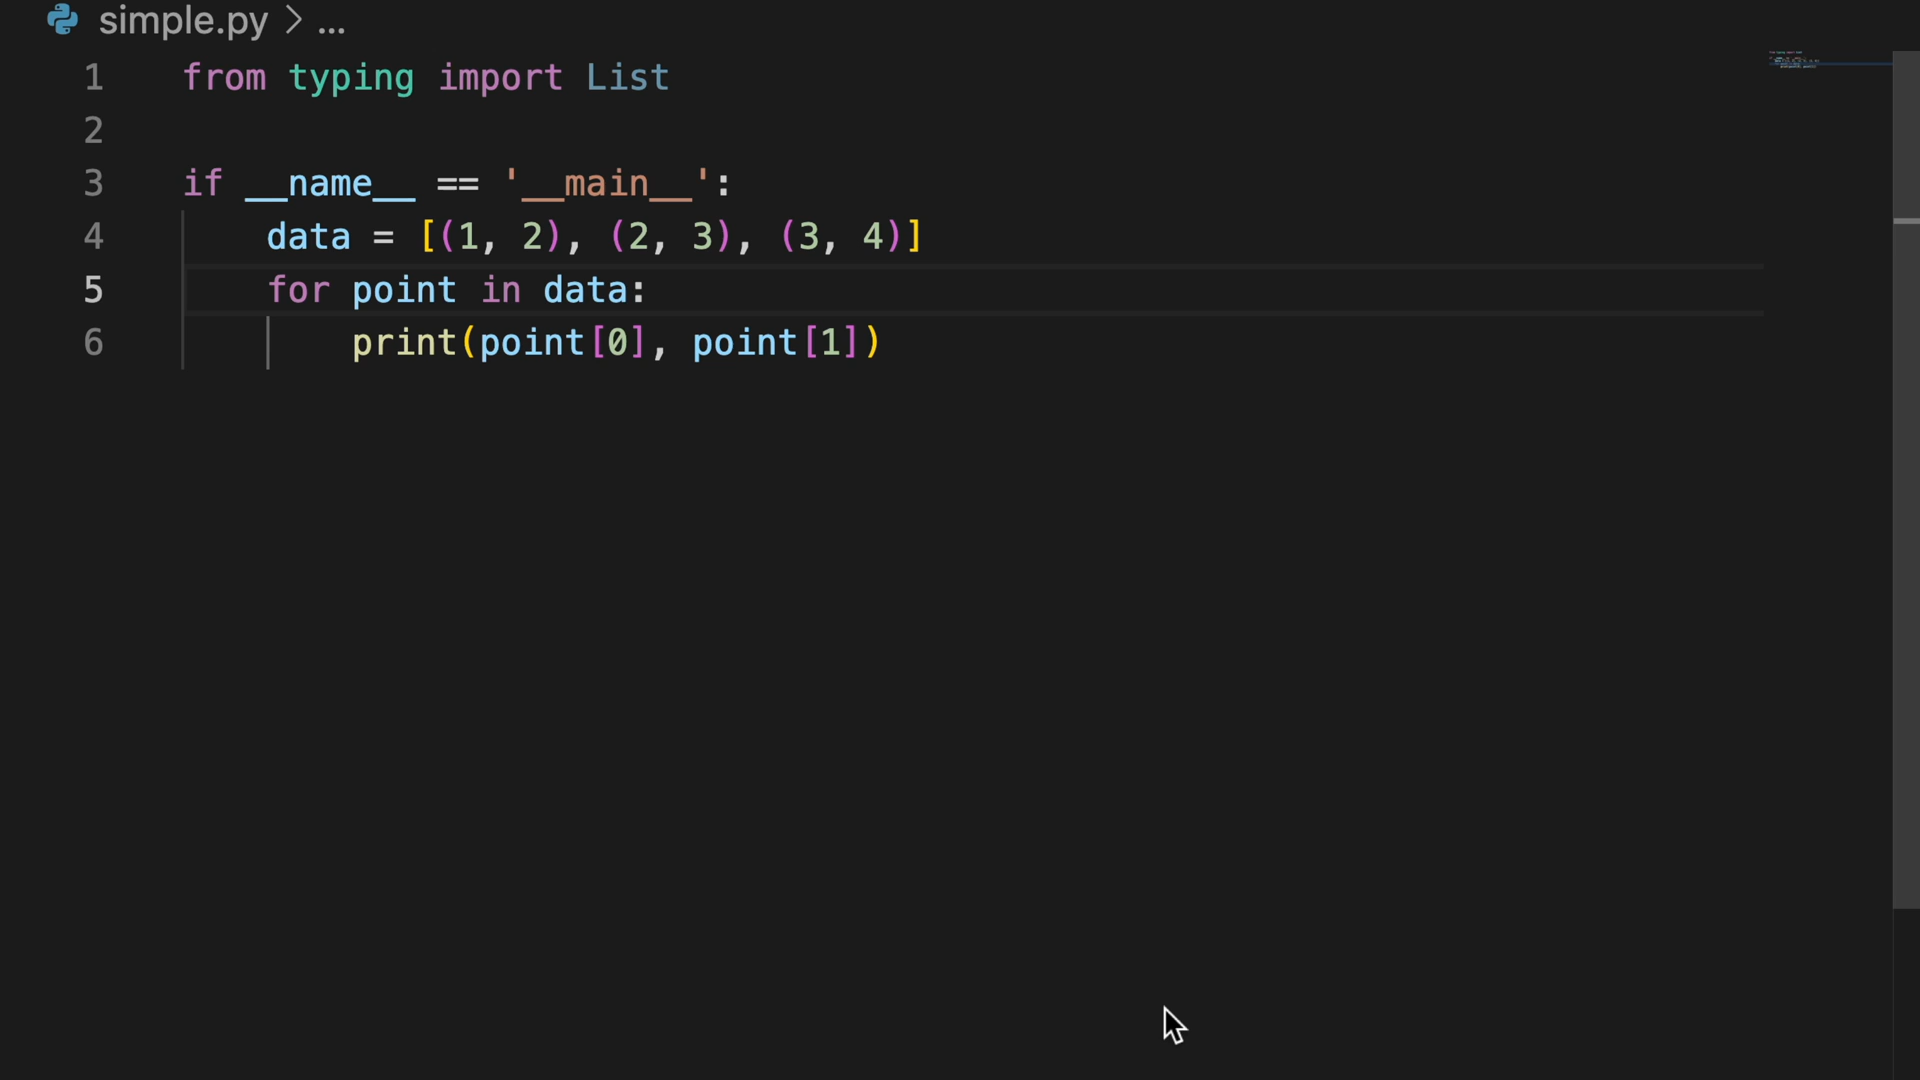 simple.py > ...
1 from typing import List
2
3 if __name__ == '__main__':
4     data = [(1, 2), (2, 3), (3, 4)]
5     for point in data:
6         print(point[0], point[1])